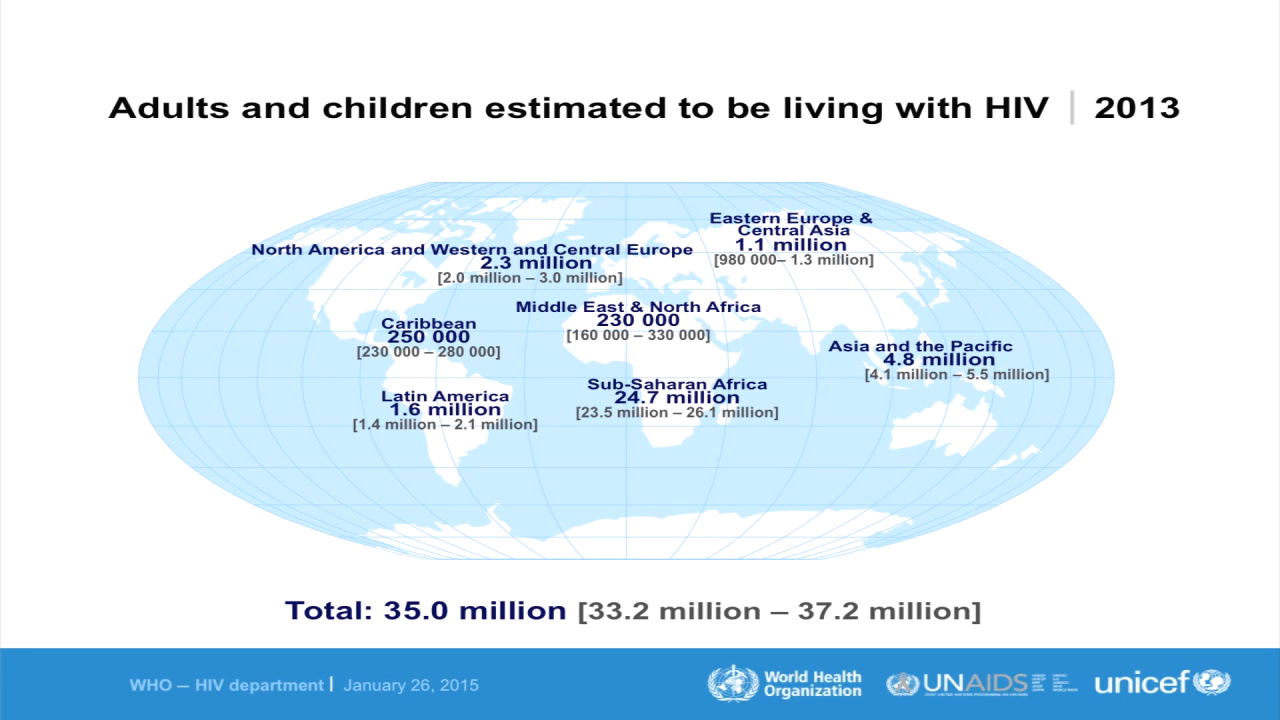 Adults and children estimated to be living with HIV | 2013
Eastern Europe &
Central Asia
1.1 million
[980 000– 1.3 million]
North America and Western and Central Europe
2.3 million
[2.0 million – 3.0 million]
Middle East & North Africa
230 000
[160 000 – 330 000]
Caribbean
250 000
[230 000 – 280 000]
Asia and the Pacific
4.8 million
[4.1 million – 5.5 million]
Sub-Saharan Africa
24.7 million
[23.5 million – 26.1 million]
Latin America
1.6 million
[1.4 million – 2.1 million]
Total: 35.0 million [33.2 million – 37.2 million]
WHO – HIV department | January 26, 2015
World Health
Organization
UNAIDS
unicef